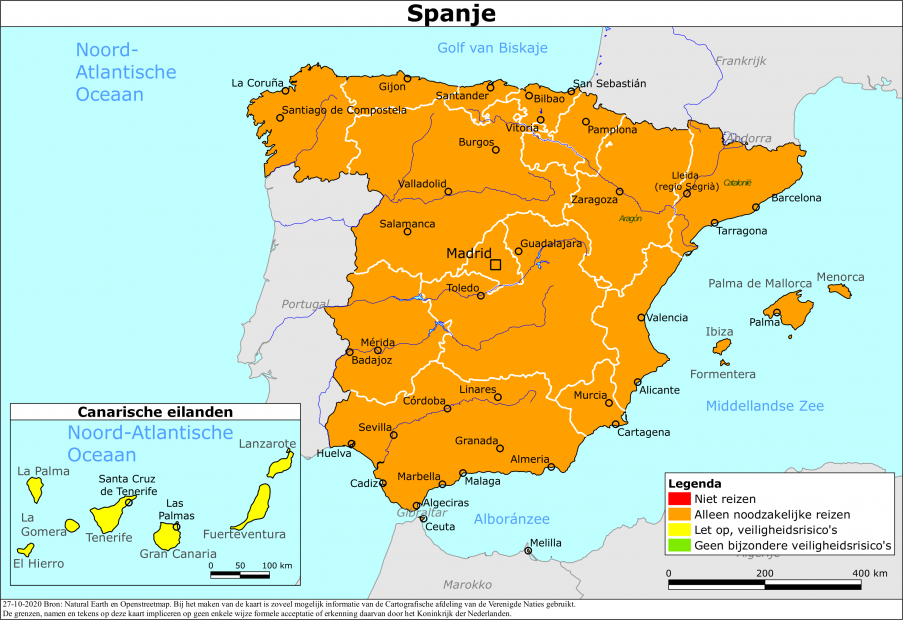 Spanje
Noord-
Atlantische
Oceaan
Golf van Biskaje
Frankrijk
La Coruña
Gijon
Santander
Bilbao
San Sebastián
Santiago de Compostela
Vitoria
Pamplona
Andorra
Burgos
Lleida
(regio Ségrià)
Catalonië
Valladolid
Zaragoza
Barcelona
Aragón
Salamanca
Tarragona
Guadalajara
Madrid
Menorca
Palma de Mallorca
Toledo
Portugal
Valencia
Palma
Ibiza
Mérida
Badajoz
Formentera
Linares
Alicante
Córdoba
Murcia
Middellandse Zee
Sevilla
Cartagena
Huelva
Granada
Almeria
Cadiz
Marbella
Malaga
Algeciras
Gibraltar
Ceuta
Alboránzee
Melilla
Algerije
Marokko
Canarische eilanden
Noord-Atlantische
Oceaan
Lanzarote
La Palma
Santa Cruz
de Tenerife
Las
Palmas
La
Gomera
Tenerife
Fuerteventura
Gran Canaria
El Hierro
0 50 100 km
Legenda
Niet reizen
Alleen noodzakelijke reizen
Let op, veiligheidsrisico's
Geen bijzondere veiligheidsrisico's
0 200 400 km
27-10-2020 Bron: Natural Earth en Openstreetmap. Bij het maken van de kaart is zoveel mogelijk informatie van de Cartografische afdeling van de Verenigde Naties gebruikt.
De grenzen, namen en tekens op deze kaart impliceren op geen enkele wijze formele acceptatie of erkenning daarvan door het Koninkrijk der Nederlanden.